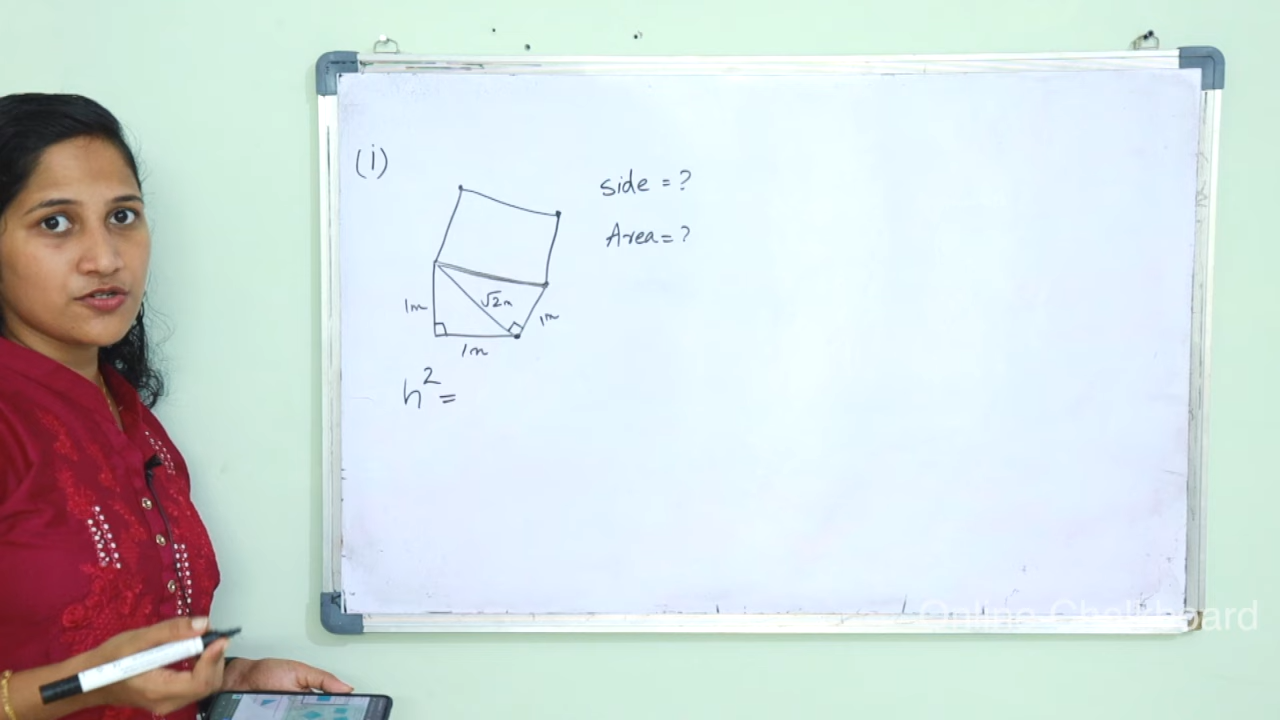 (i)
side = ?
Area = ?
1m
√2m
1m
1m
h² =
Online Chalkboard